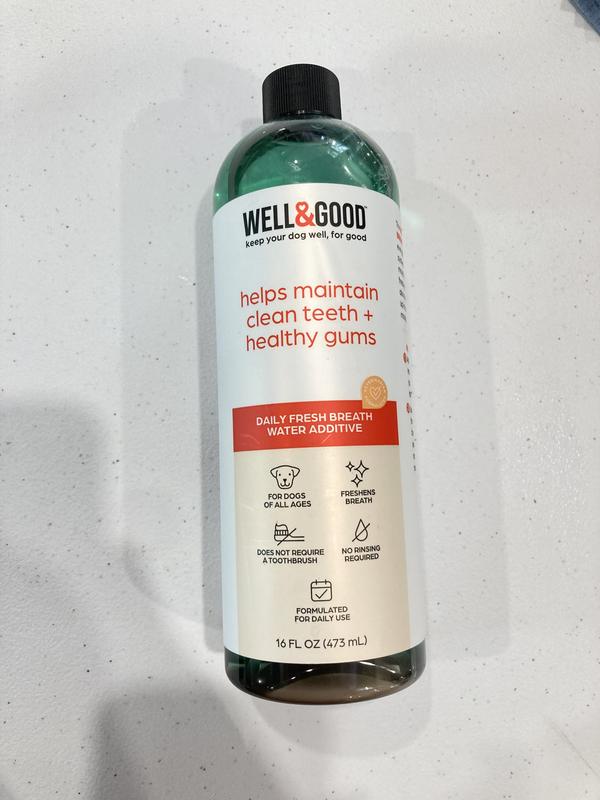 WELL&GOOD™
keep your dog well, for good
helps maintain
clean teeth +
healthy gums
DAILY FRESH BREATH
WATER ADDITIVE
FOR DOGS
OF ALL AGES
FRESHENS
BREATH
DOES NOT REQUIRE
A TOOTHBRUSH
NO RINSING
REQUIRED
FORMULATED
FOR DAILY USE
16 FL OZ (473 mL)